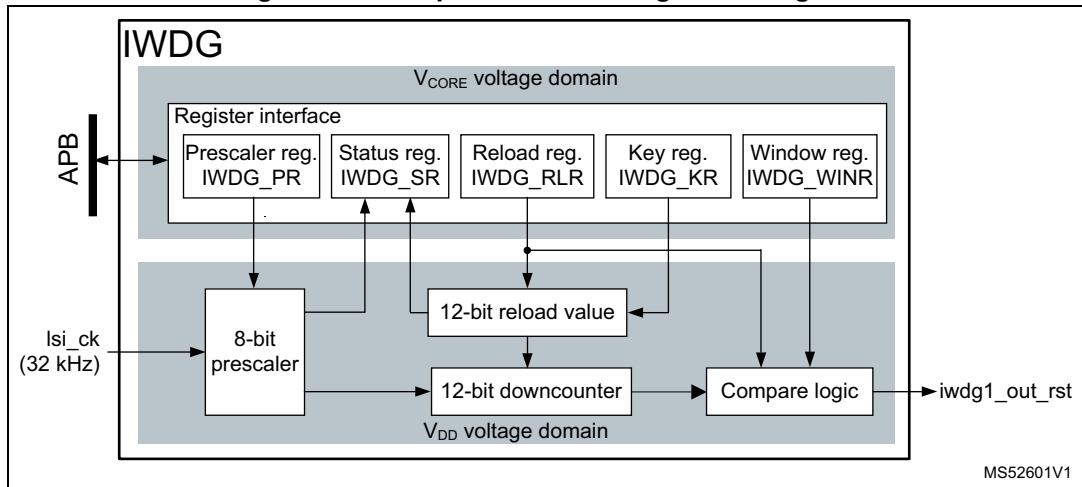 IWDG
V_CORE voltage domain
Register interface
Prescaler reg.
IWDG_PR
Status reg.
IWDG_SR
Reload reg.
IWDG_RLR
Key reg.
IWDG_KR
Window reg.
IWDG_WINR
APB
lsi_ck
(32 kHz)
8-bit
prescaler
12-bit reload value
12-bit downcounter
Compare logic
iwdg1_out_rst
V_DD voltage domain
MS52601V1